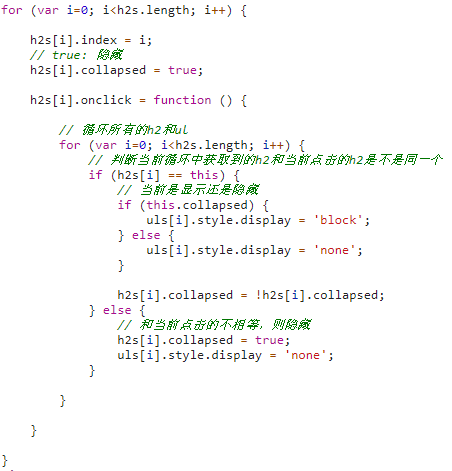 for (var i=0; i<h2s.length; i++) {
h2s[i].index = i;
// true: 隐藏
h2s[i].collapsed = true;
h2s[i].onclick = function () {
// 循环所有的h2和ul
for (var i=0; i<h2s.length; i++) {
// 判断当前循环中获取到的h2和当前点击的h2是不是同一个
if (h2s[i] == this) {
// 当前是显示还是隐藏
if (this.collapsed) {
uls[i].style.display = 'block';
} else {
uls[i].style.display = 'none';
}
h2s[i].collapsed = !h2s[i].collapsed;
} else {
// 和当前点击的不相等，则隐藏
h2s[i].collapsed = true;
uls[i].style.display = 'none';
}
}
}
}